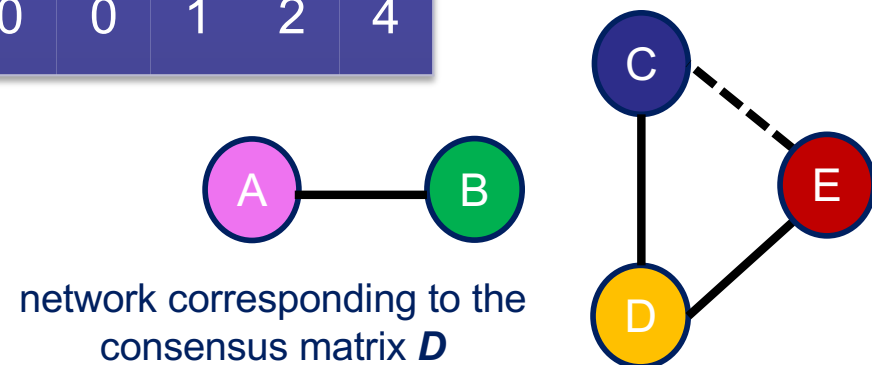 0 0 1 2 4
C
A B E
D
network corresponding to the
consensus matrix D